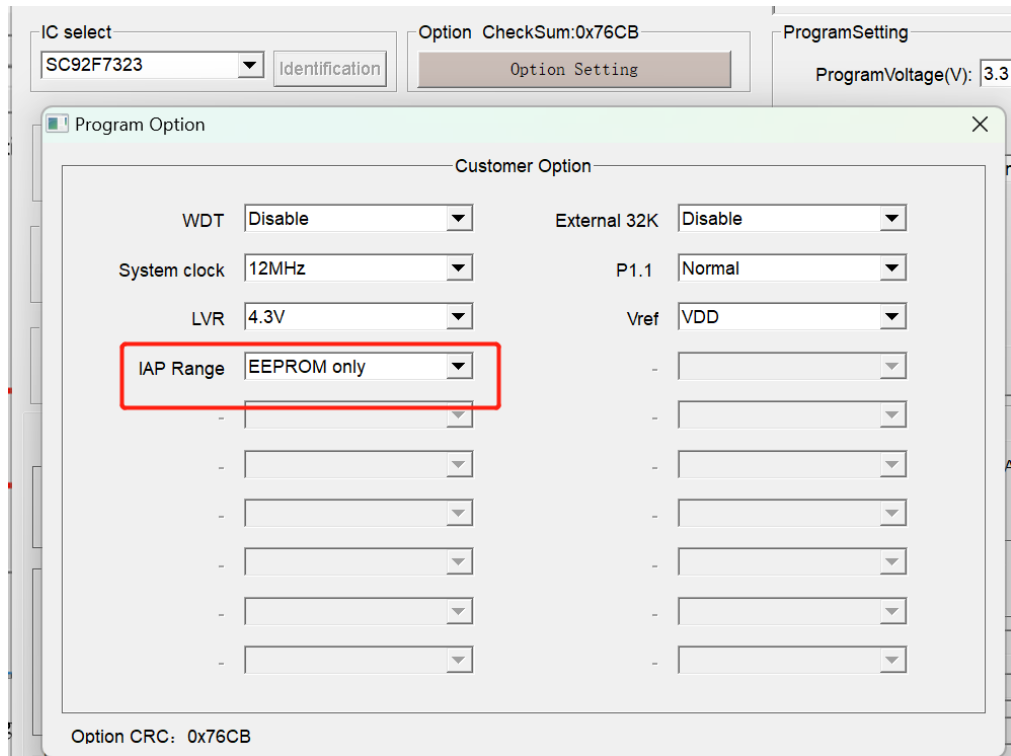 IC select
SC92F7323
Identification
Option CheckSum:0x76CB
Option Setting
ProgramSetting
ProgramVoltage(V): 3.3
Program Option
Customer Option
WDT Disable
External 32K Disable
System clock 12MHz
P1.1 Normal
LVR 4.3V
Vref VDD
IAP Range EEPROM only
-
-
-
-
-
-
-
-
-
-
-
-
-
Option CRC: 0x76CB